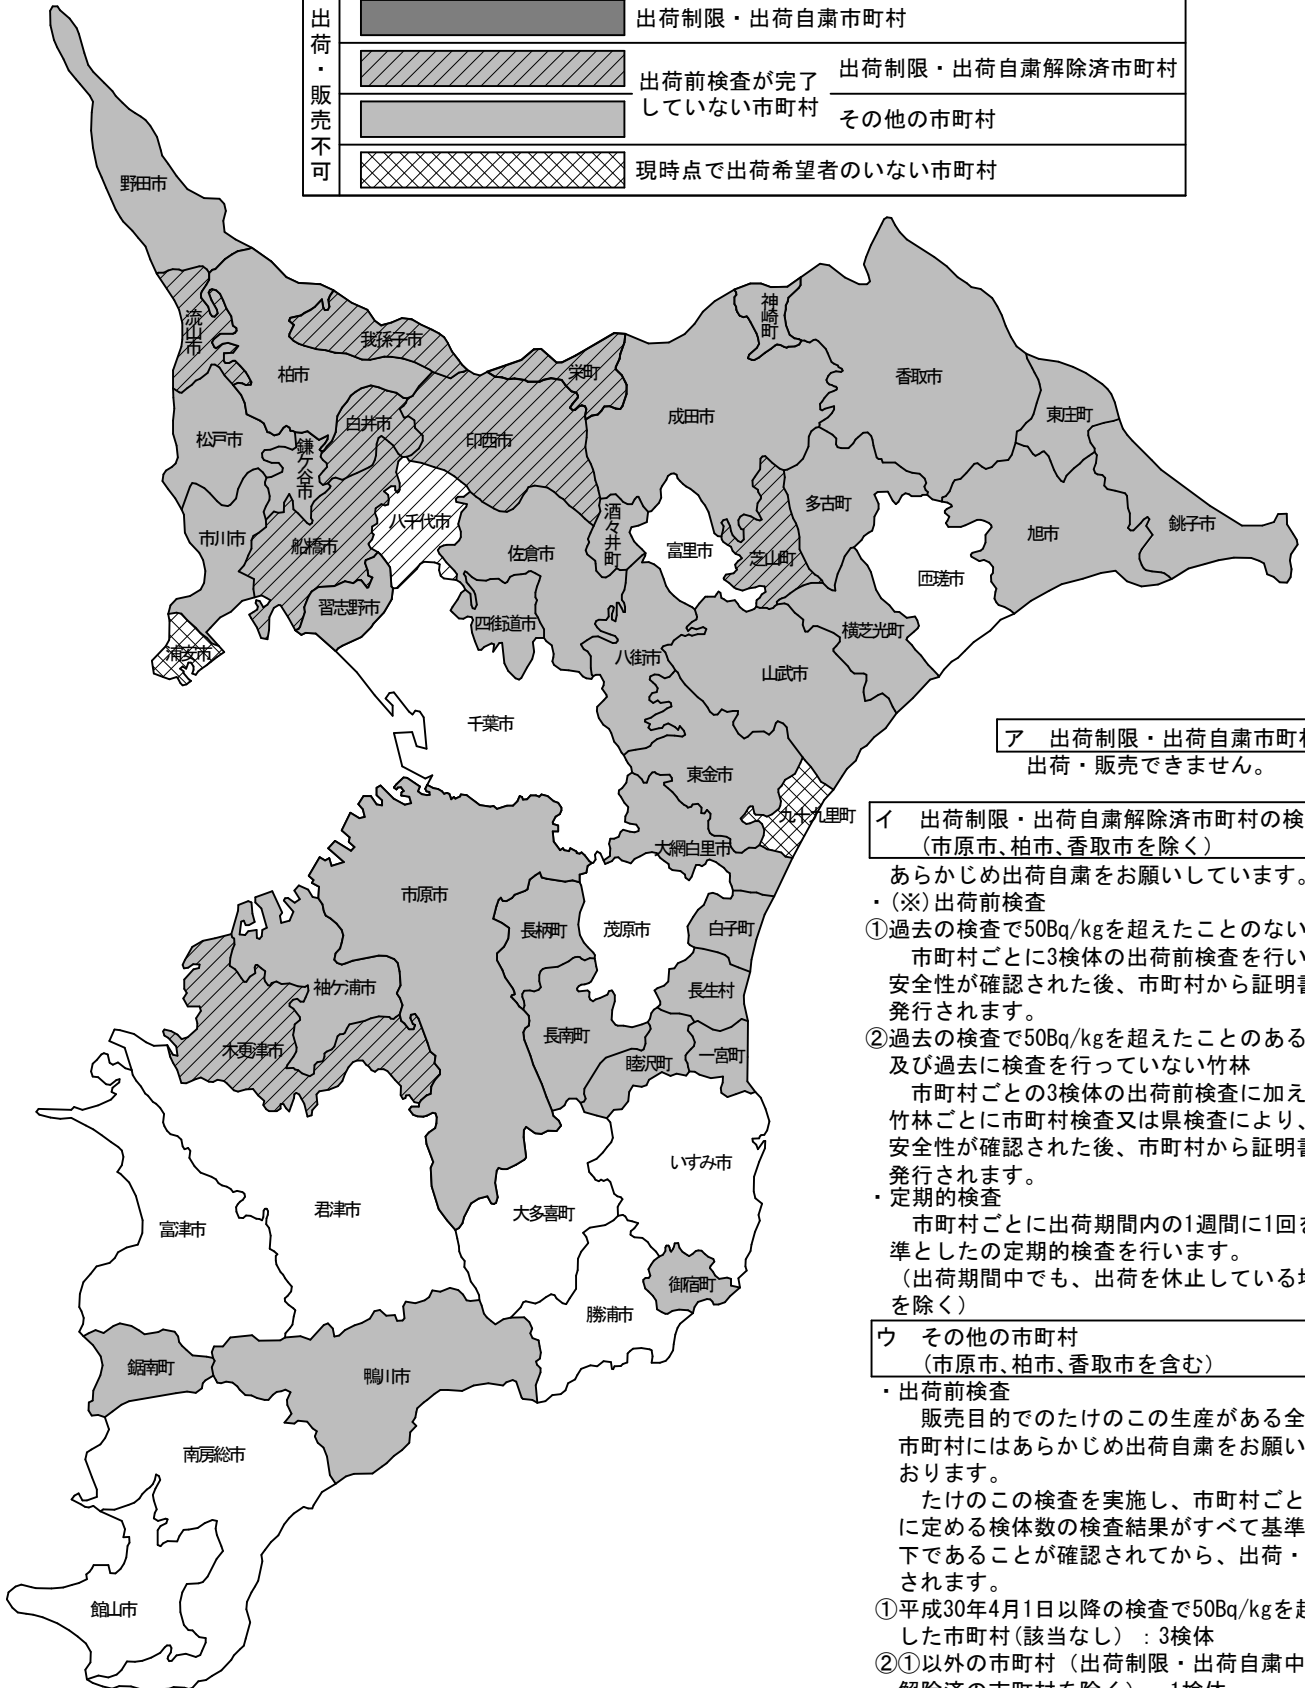 出荷・販売不可
出荷制限・出荷自粛市町村
出荷前検査が完了
していない市町村
出荷制限・出荷自粛解除済市町村
その他の市町村
現時点で出荷希望者のいない市町村
野田市
流山市
我孫子市
柏市
松戸市
鎌ケ谷市
白井市
印西市
栄町
成田市
神崎町
香取市
東庄町
銚子市
旭市
多古町
匝瑳市
芝山町
富里市
酒々井町
佐倉市
八千代市
船橋市
市川市
習志野市
浦安市
四街道市
八街市
山武市
横芝光町
千葉市
東金市
九十九里町
大網白里市
市原市
長柄町
茂原市
白子町
長生村
長南町
睦沢町
一宮町
袖ケ浦市
木更津市
いすみ市
君津市
富津市
大多喜町
御宿町
勝浦市
鋸南町
鴨川市
南房総市
館山市
ア　出荷制限・出荷自粛市町村
出荷・販売できません。
イ　出荷制限・出荷自粛解除済市町村の検
(市原市、柏市、香取市を除く)
あらかじめ出荷自粛をお願いしています。
・(※)出荷前検査
①過去の検査で50Bq/kgを超えたことのない
市町村ごとに3検体の出荷前検査を行い
安全性が確認された後、市町村から証明書
発行されます。
②過去の検査で50Bq/kgを超えたことのある
及び過去に検査を行っていない竹林
市町村ごとの3検体の出荷前検査に加え
竹林ごとに市町村検査又は県検査により、
安全性が確認された後、市町村から証明書
発行されます。
・定期的検査
市町村ごとに出荷期間内の1週間に1回を
準としたの定期的検査を行います。
（出荷期間中でも、出荷を休止している場
を除く）
ウ　その他の市町村
(市原市、柏市、香取市を含む)
・出荷前検査
販売目的でのたけのこの生産がある全
市町村にはあらかじめ出荷自粛をお願い
おります。
たけのこの検査を実施し、市町村ごと
に定める検体数の検査結果がすべて基準
下であることが確認されてから、出荷・
されます。
①平成30年4月1日以降の検査で50Bq/kgを超
した市町村(該当なし)：3検体
②①以外の市町村（出荷制限・出荷自粛中
解除済の市町村を除く）：1検体